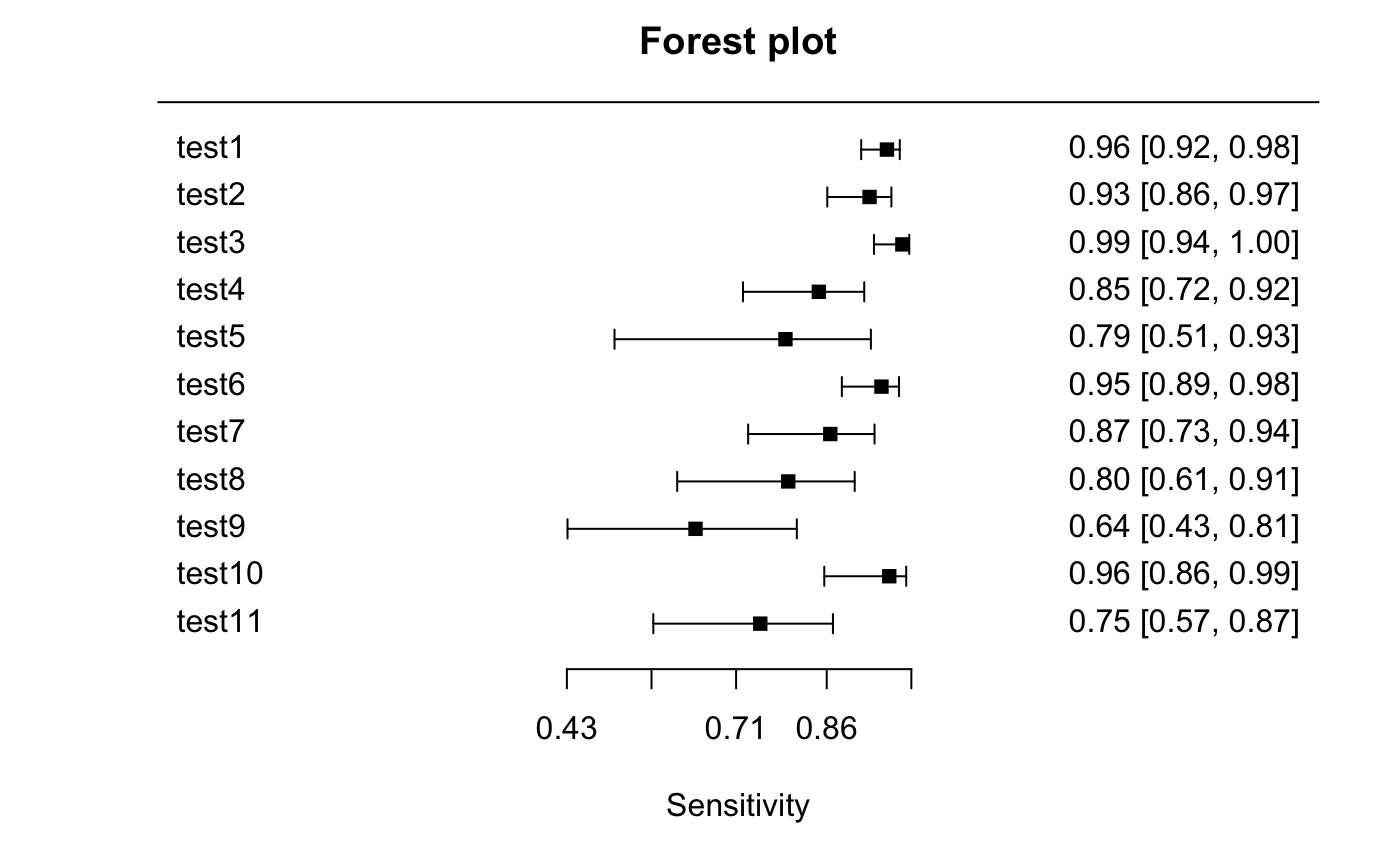 Forest plot
test1 0.96 [0.92, 0.98]
test2 0.93 [0.86, 0.97]
test3 0.99 [0.94, 1.00]
test4 0.85 [0.72, 0.92]
test5 0.79 [0.51, 0.93]
test6 0.95 [0.89, 0.98]
test7 0.87 [0.73, 0.94]
test8 0.80 [0.61, 0.91]
test9 0.64 [0.43, 0.81]
test10 0.96 [0.86, 0.99]
test11 0.75 [0.57, 0.87]
0.43 0.71 0.86
Sensitivity